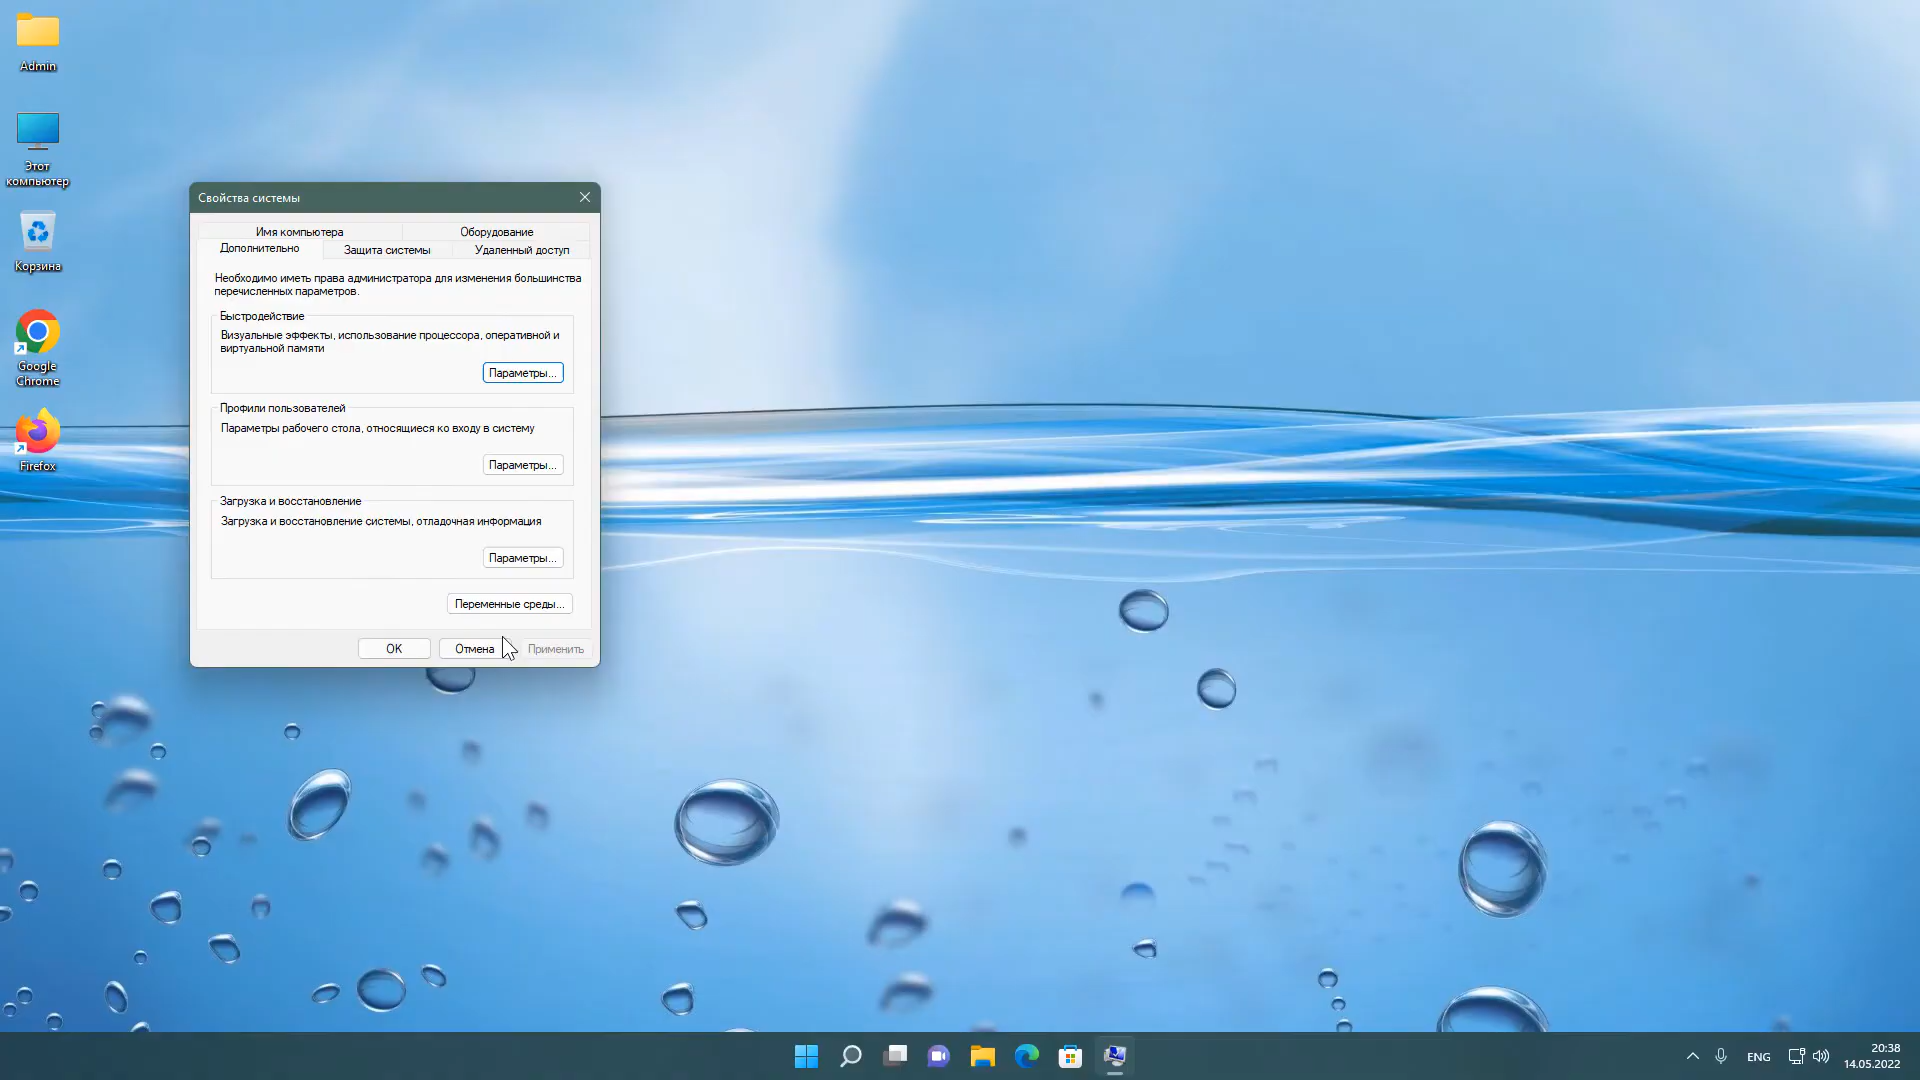 Admin
Этот
компьютер
Корзина
Google
Chrome
Firefox
Свойства системы
Имя компьютера
Оборудование
Дополнительно
Защита системы
Удаленный доступ
Необходимо иметь права администратора для изменения большинства
перечисленных параметров.
Быстродействие
Визуальные эффекты, использование процессора, оперативной и
виртуальной памяти
Параметры...
Профили пользователей
Параметры рабочего стола, относящиеся ко входу в систему
Параметры...
Загрузка и восстановление
Загрузка и восстановление системы, отладочная информация
Параметры...
Переменные среды...
OK
Отмена
Применить
ENG
20:38
14.05.2022